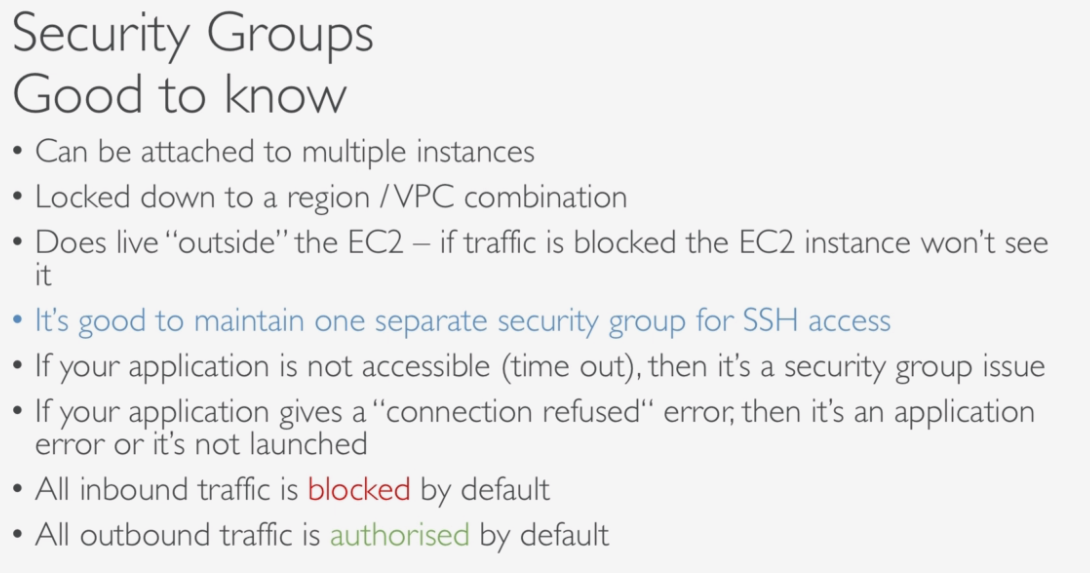 Security Groups
Good to know
• Can be attached to multiple instances
• Locked down to a region / VPC combination
• Does live “outside” the EC2 – if traffic is blocked the EC2 instance won’t see
it
• It’s good to maintain one separate security group for SSH access
• If your application is not accessible (time out), then it’s a security group issue
• If your application gives a “connection refused“ error, then it’s an application
error or it’s not launched
• All inbound traffic is blocked by default
• All outbound traffic is authorised by default